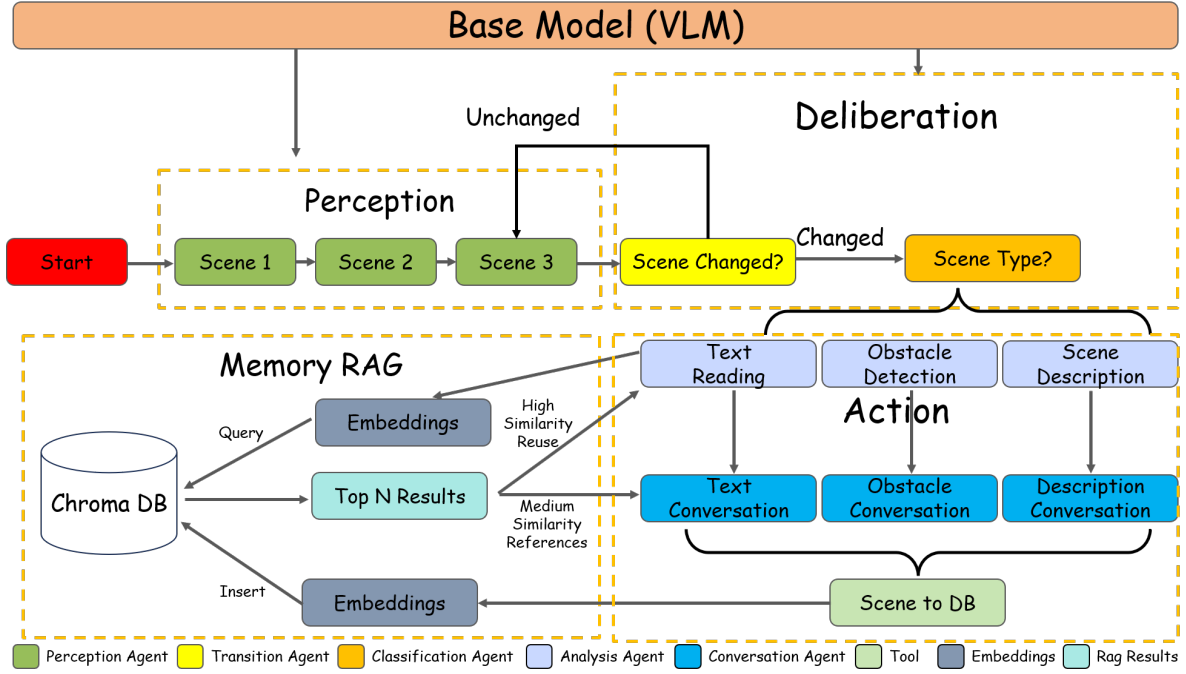 Base Model (VLM)
Deliberation
Unchanged
Perception
Start
Scene 1
Scene 2
Scene 3
Scene Changed?
Changed
Scene Type?
Memory RAG
Text
Reading
Obstacle
Detection
Scene
Description
Action
Embeddings
High
Similarity
Reuse
Query
Chroma DB
Top N Results
Medium
Similarity
References
Text
Conversation
Obstacle
Conversation
Description
Conversation
Insert
Embeddings
Scene to DB
Perception Agent
Transition Agent
Classification Agent
Analysis Agent
Conversation Agent
Tool
Embeddings
Rag Results